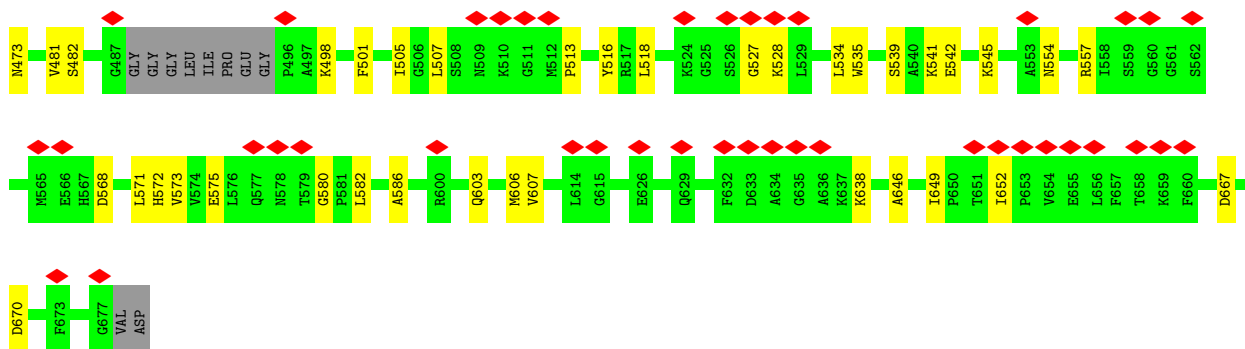 N473 V481 S482 G487 GLY GLY GLY LEU ILE PRO GLU GLY P496 A497 K498 F501 I505 G506 L507 S508 N509 K510 G511 M512 P513 Y516 R517 L518 K524 G525 S526 G527 K528 L529 L534 W535 S539 A540 K541 E542 K545 A553 N554 R557 I558 S559 G560 G561 S562
M565 E566 H567 D568 L571 H572 V573 V574 E575 L576 Q577 N578 T579 G580 P581 L582 A586 R600 Q603 M606 V607 L614 G615 E626 Q629 F632 D633 A634 G635 A636 K637 K638 A646 I649 P650 T651 I652 P653 V654 E655 L656 F657 T658 K659 F660 D667
D670 F673 G677 VAL ASP